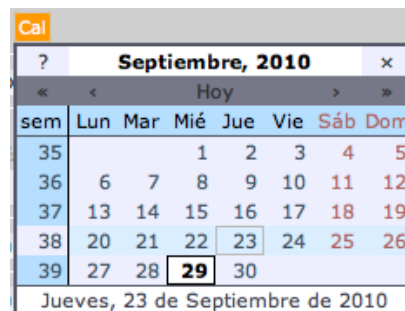 Cal
? Septiembre, 2010 ×
« ‹ Hoy › »
sem Lun Mar Mié Jue Vie Sáb Dom
35 1 2 3 4 5
36 6 7 8 9 10 11 12
37 13 14 15 16 17 18 19
38 20 21 22 23 24 25 26
39 27 28 29 30
Jueves, 23 de Septiembre de 2010